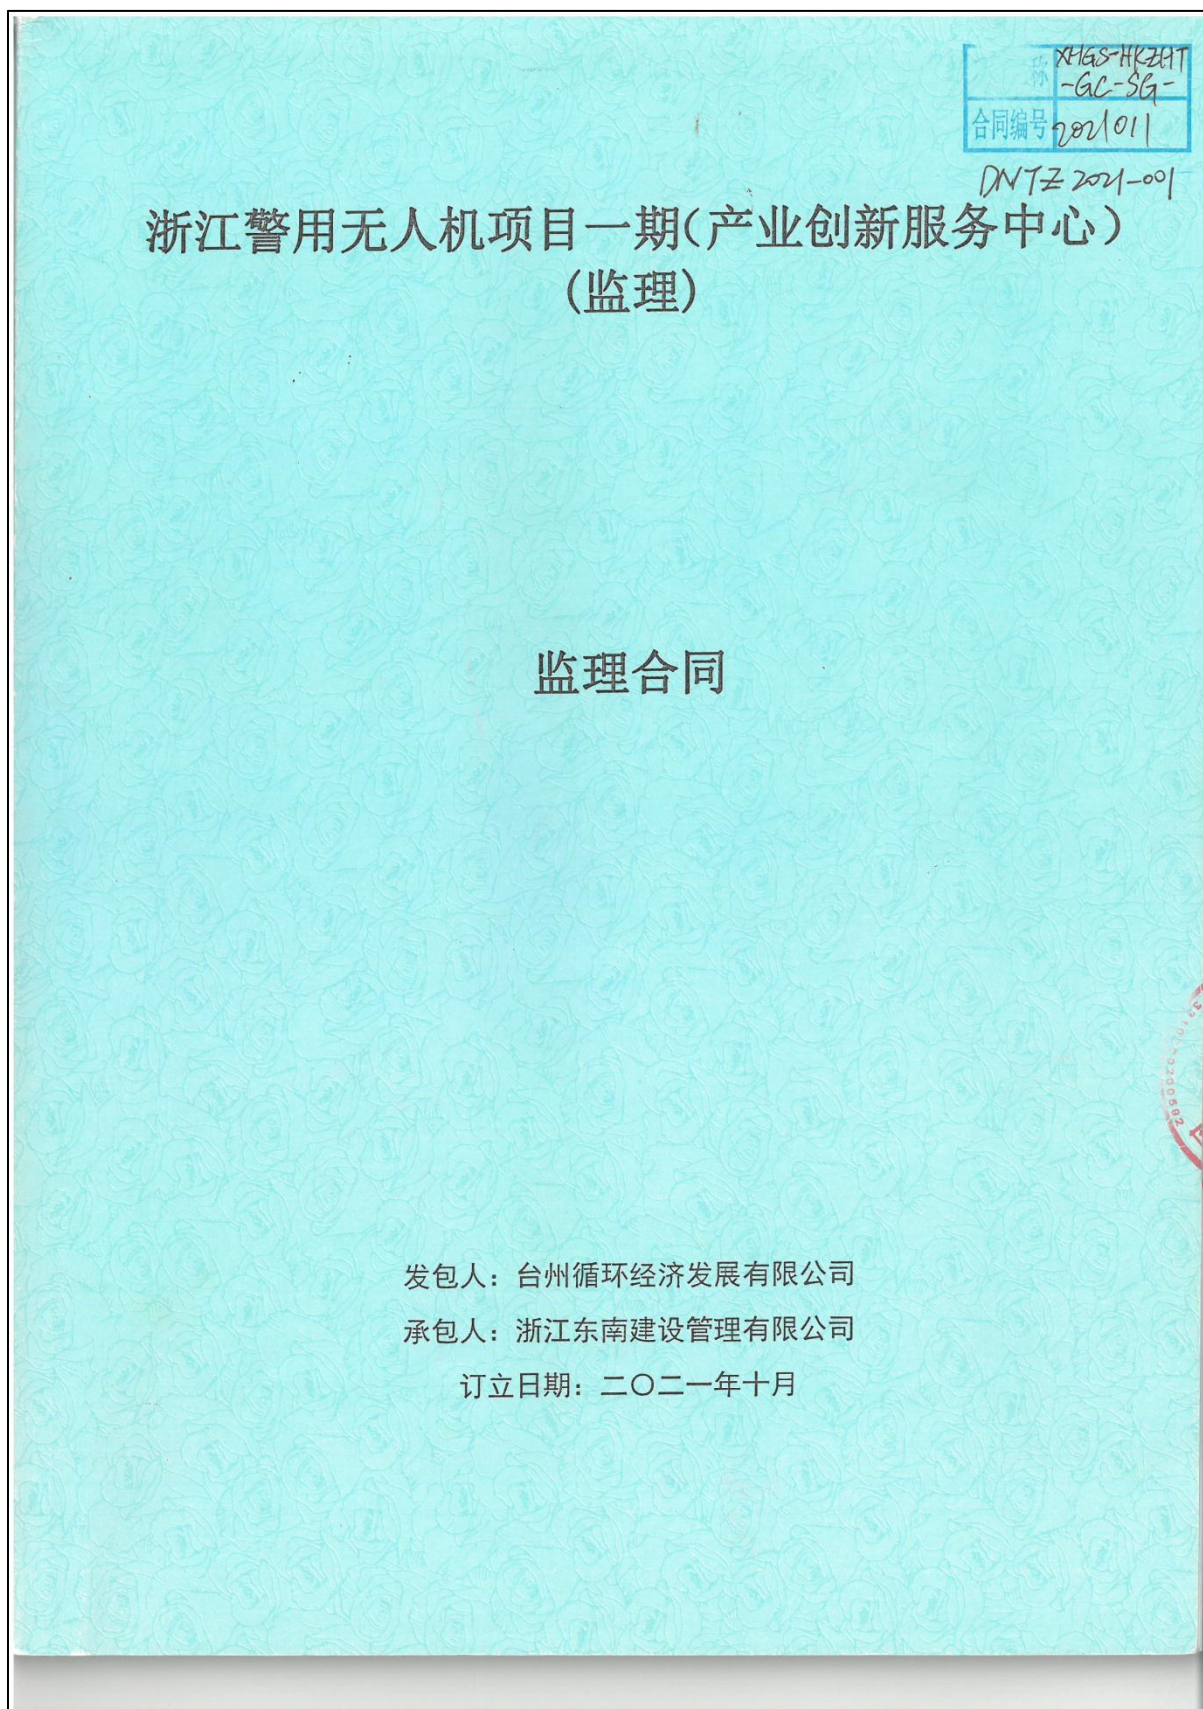 称
XHGS-HKZHT
-GC-SG-
合同编号
2021011
DNTZ 2021-001
浙江警用无人机项目一期（产业创新服务中心）
（监理）
监理合同
3310240200592
发包人：台州循环经济发展有限公司
承包人：浙江东南建设管理有限公司
订立日期：二〇二一年十月